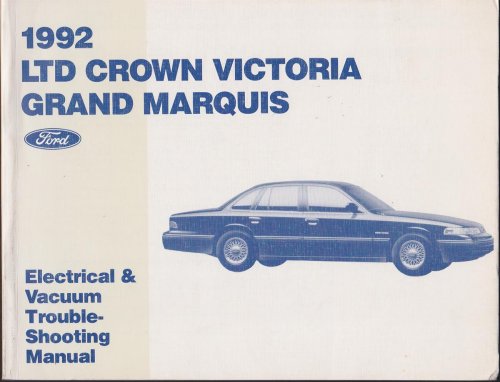 1992
LTD CROWN VICTORIA
GRAND MARQUIS
Ford
Electrical &
Vacuum
Trouble-
Shooting
Manual